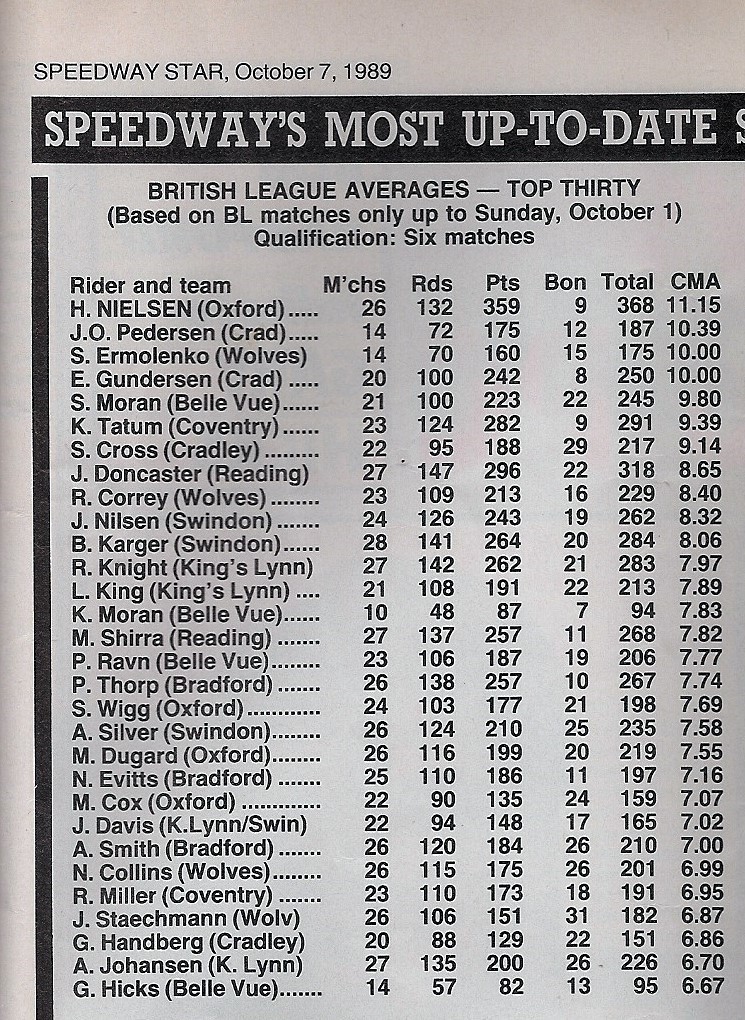 SPEEDWAY STAR, October 7, 1989
SPEEDWAY'S MOST UP-TO-DATE
BRITISH LEAGUE AVERAGES — TOP THIRTY
(Based on BL matches only up to Sunday, October 1)
Qualification: Six matches
Rider and team M'chs Rds Pts Bon Total CMA
H. NIELSEN (Oxford)..... 26 132 359 9 368 11.15
J.O. Pedersen (Crad)..... 14 72 175 12 187 10.39
S. Ermolenko (Wolves) 14 70 160 15 175 10.00
E. Gundersen (Crad) ..... 20 100 242 8 250 10.00
S. Moran (Belle Vue)...... 21 100 223 22 245 9.80
K. Tatum (Coventry)...... 23 124 282 9 291 9.39
S. Cross (Cradley) ......... 22 95 188 29 217 9.14
J. Doncaster (Reading) 27 147 296 22 318 8.65
R. Correy (Wolves) ........ 23 109 213 16 229 8.40
J. Nilsen (Swindon) ....... 24 126 243 19 262 8.32
B. Karger (Swindon)...... 28 141 264 20 284 8.06
R. Knight (King's Lynn) 27 142 262 21 283 7.97
L. King (King's Lynn) .... 21 108 191 22 213 7.89
K. Moran (Belle Vue)...... 10 48 87 7 94 7.83
M. Shirra (Reading) ....... 27 137 257 11 268 7.82
P. Ravn (Belle Vue)........ 23 106 187 19 206 7.77
P. Thorp (Bradford) ....... 26 138 257 10 267 7.74
S. Wigg (Oxford)............ 24 103 177 21 198 7.69
A. Silver (Swindon)........ 26 124 210 25 235 7.58
M. Dugard (Oxford)........ 26 116 199 20 219 7.55
N. Evitts (Bradford) ....... 25 110 186 11 197 7.16
M. Cox (Oxford) ............. 22 90 135 24 159 7.07
J. Davis (K.Lynn/Swin) 22 94 148 17 165 7.02
A. Smith (Bradford)....... 26 120 184 26 210 7.00
N. Collins (Wolves)........ 26 115 175 26 201 6.99
R. Miller (Coventry) ....... 23 110 173 18 191 6.95
J. Staechmann (Wolv) 26 106 151 31 182 6.87
G. Handberg (Cradley) 20 88 129 22 151 6.86
A. Johansen (K. Lynn) 27 135 200 26 226 6.70
G. Hicks (Belle Vue)....... 14 57 82 13 95 6.67